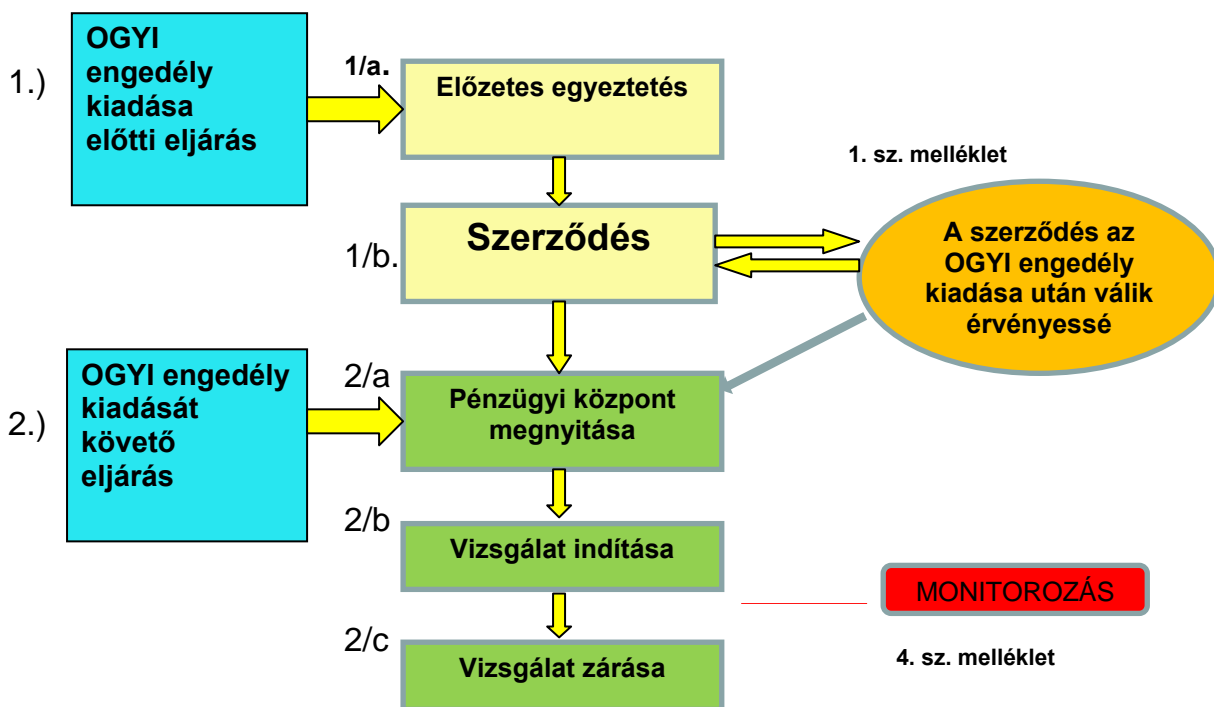 1.)
OGYI
engedély
kiadása
előtti eljárás
1/a.
Előzetes egyeztetés
1/b.
Szerződés
1. sz. melléklet
A szerződés az
OGYI engedély
kiadása után válik
érvényessé
2.)
OGYI engedély
kiadását
követő
eljárás
2/a
Pénzügyi központ
megnyitása
2/b
Vizsgálat indítása
MONITOROZÁS
4. sz. melléklet
2/c
Vizsgálat zárása